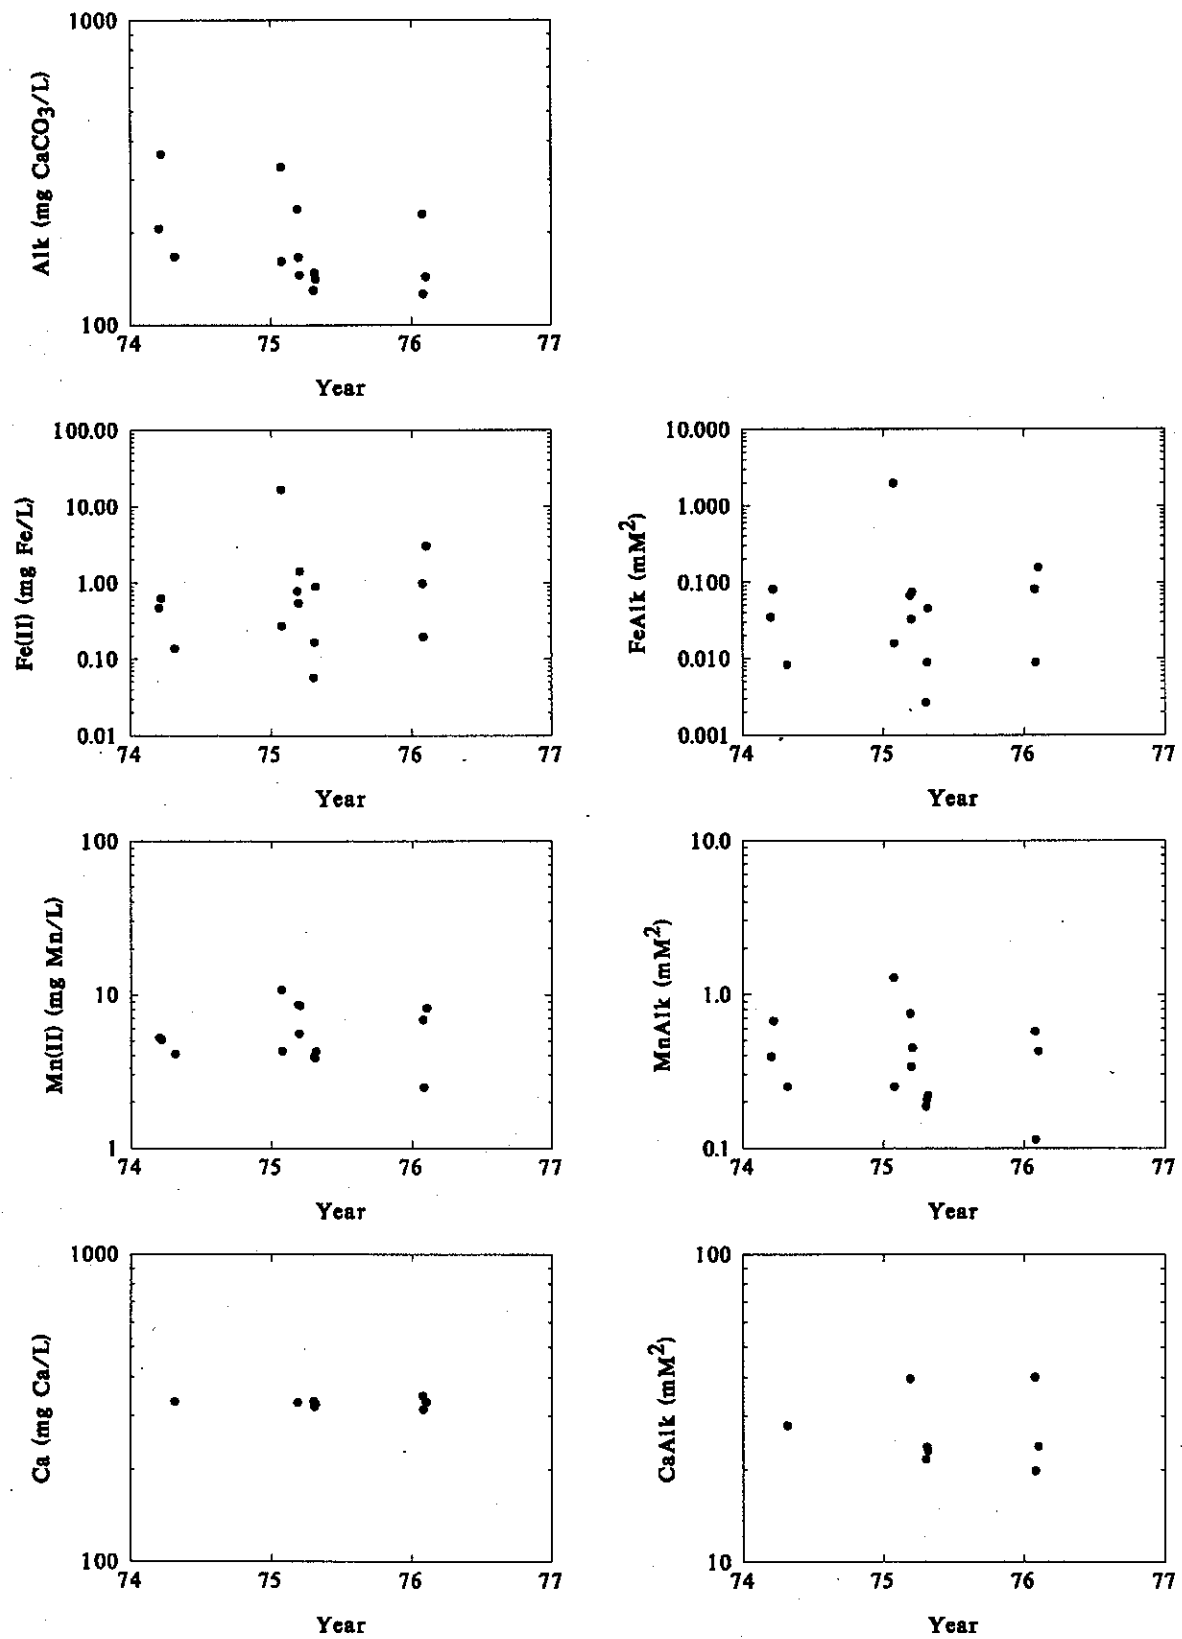 1000
Alk (mg CaCO3/L)
100
74 75 76 77
Year
100.00
10.00
1.00
0.10
0.01
Fe(II) (mg Fe/L)
74 75 76 77
Year
10.000
1.000
0.100
0.010
0.001
FeAlk (mM2)
74 75 76 77
Year
100
10
1
Mn(II) (mg Mn/L)
74 75 76 77
Year
10.0
1.0
0.1
MnAlk (mM2)
74 75 76 77
Year
1000
100
Ca (mg Ca/L)
74 75 76 77
Year
100
10
CaAlk (mM2)
74 75 76 77
Year